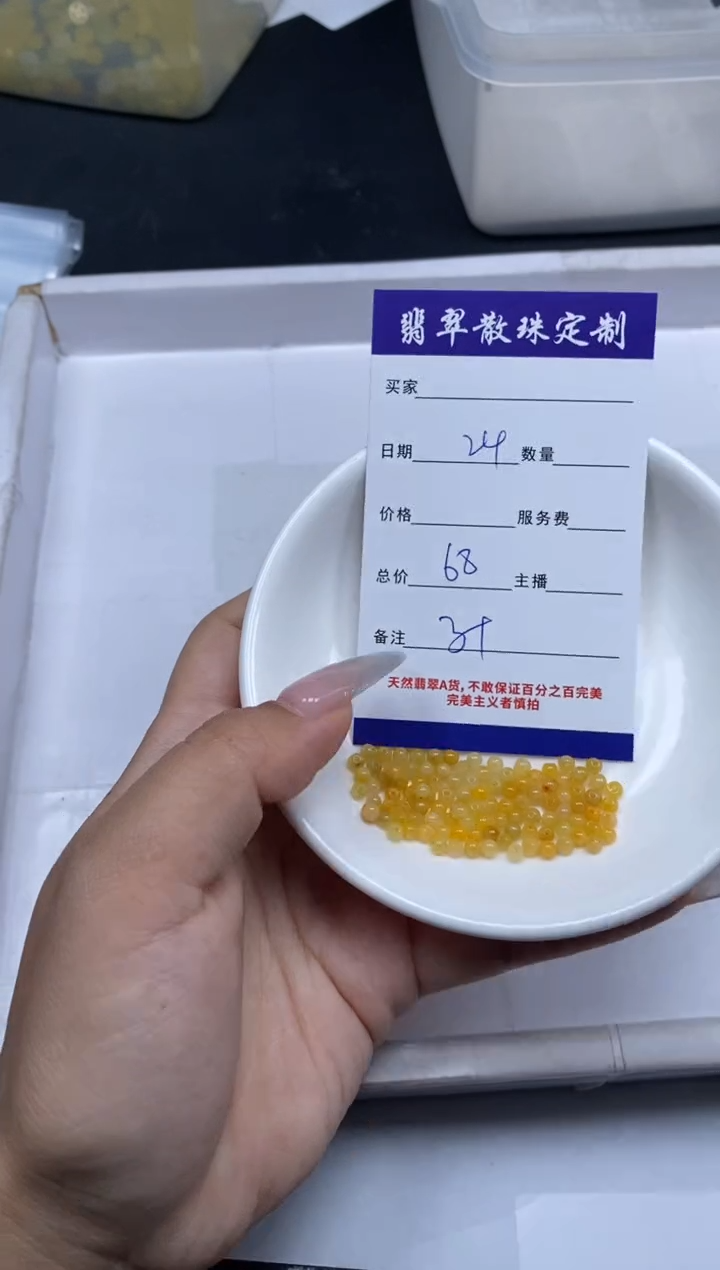 翡翠散珠定制
买家
日期 24 数量
价格 服务费
总价 68 主播
备注
天然翡翠A货,不敢保证百分之百完美
完美主义者慎拍